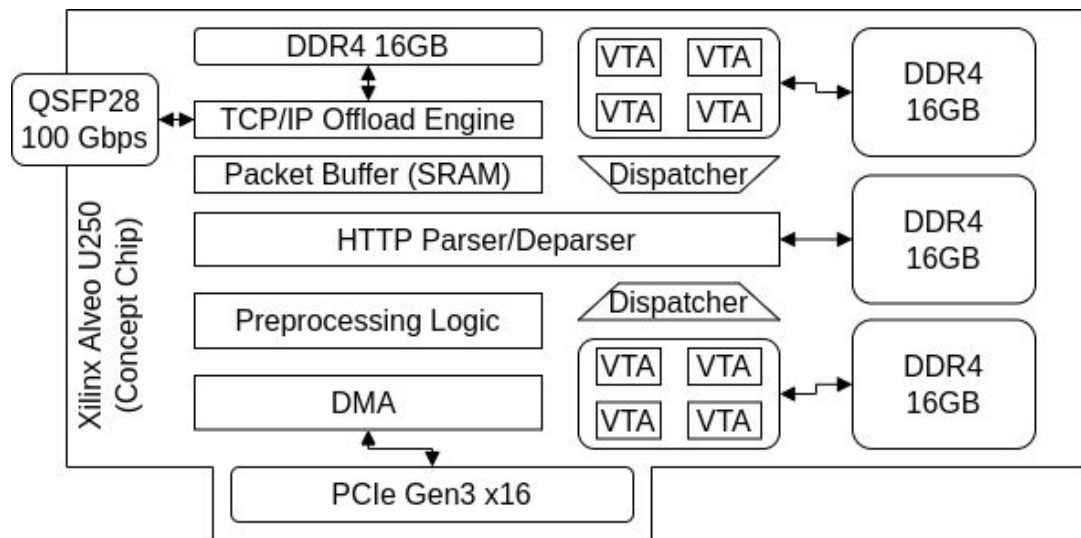 DDR4 16GB
QSFP28
100 Gbps
TCP/IP Offload Engine
Packet Buffer (SRAM)
HTTP Parser/Deparser
Preprocessing Logic
DMA
PCIe Gen3 x16
Xilinx Alveo U250
(Concept Chip)
VTA VTA
VTA VTA
Dispatcher
Dispatcher
VTA VTA
VTA VTA
DDR4
16GB
DDR4
16GB
DDR4
16GB